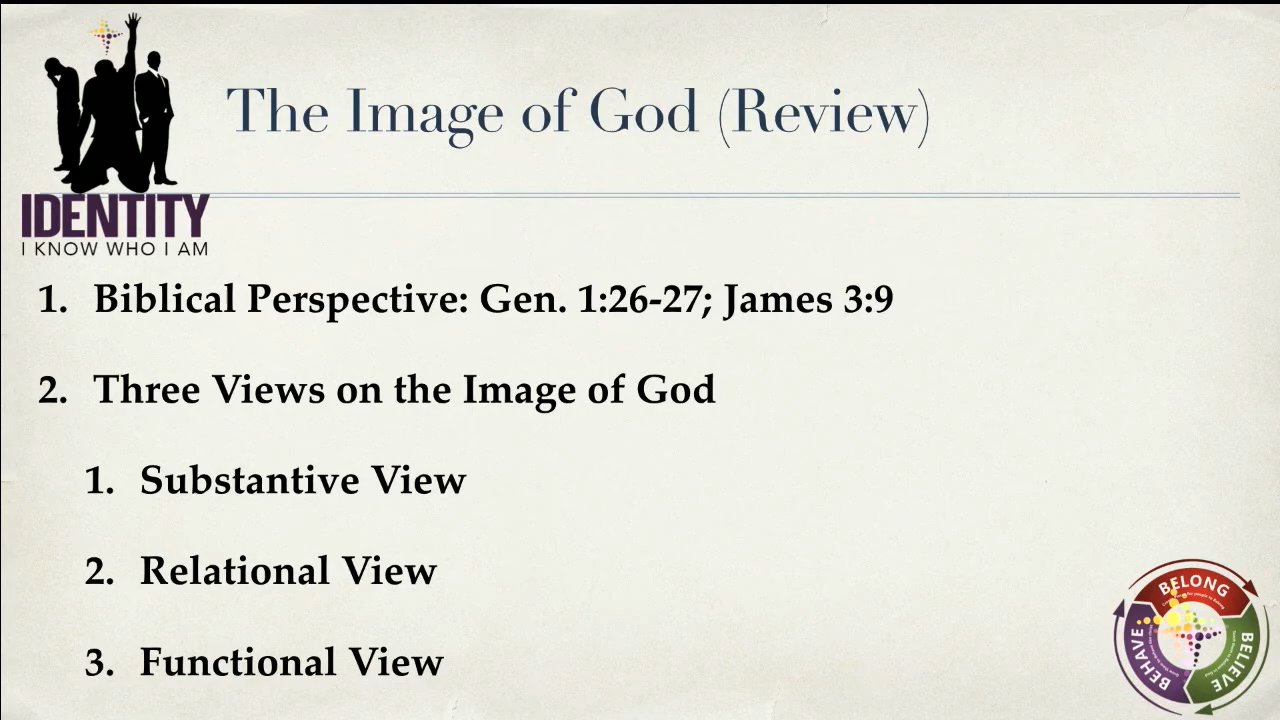 The Image of God (Review)
IDENTITY
I KNOW WHO I AM
1. Biblical Perspective: Gen. 1:26-27; James 3:9
2. Three Views on the Image of God
1. Substantive View
2. Relational View
3. Functional View
BELONG
BELIEVE
BEHAVE